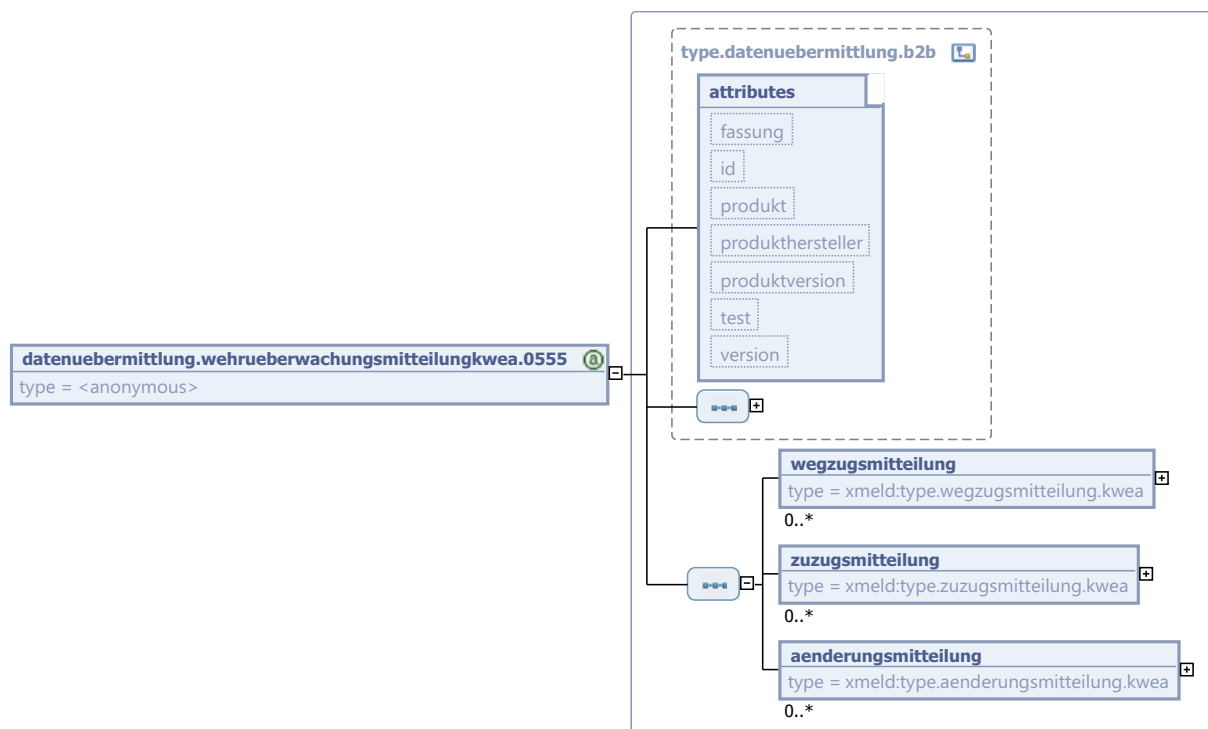 type.datenuebermittlung.b2b
attributes
fassung
id
produkt
produkthersteller
produktversion
test
version
datenuebermittlung.wehrueberwachungsmitteilungkwea.0555
type = <anonymous>
wegzugsmitteilung
type = xmeld:type.wegzugsmitteilung.kwea
0..*
zuzugsmitteilung
type = xmeld:type.zuzugsmitteilung.kwea
0..*
aenderungsmitteilung
type = xmeld:type.aenderungsmitteilung.kwea
0..*